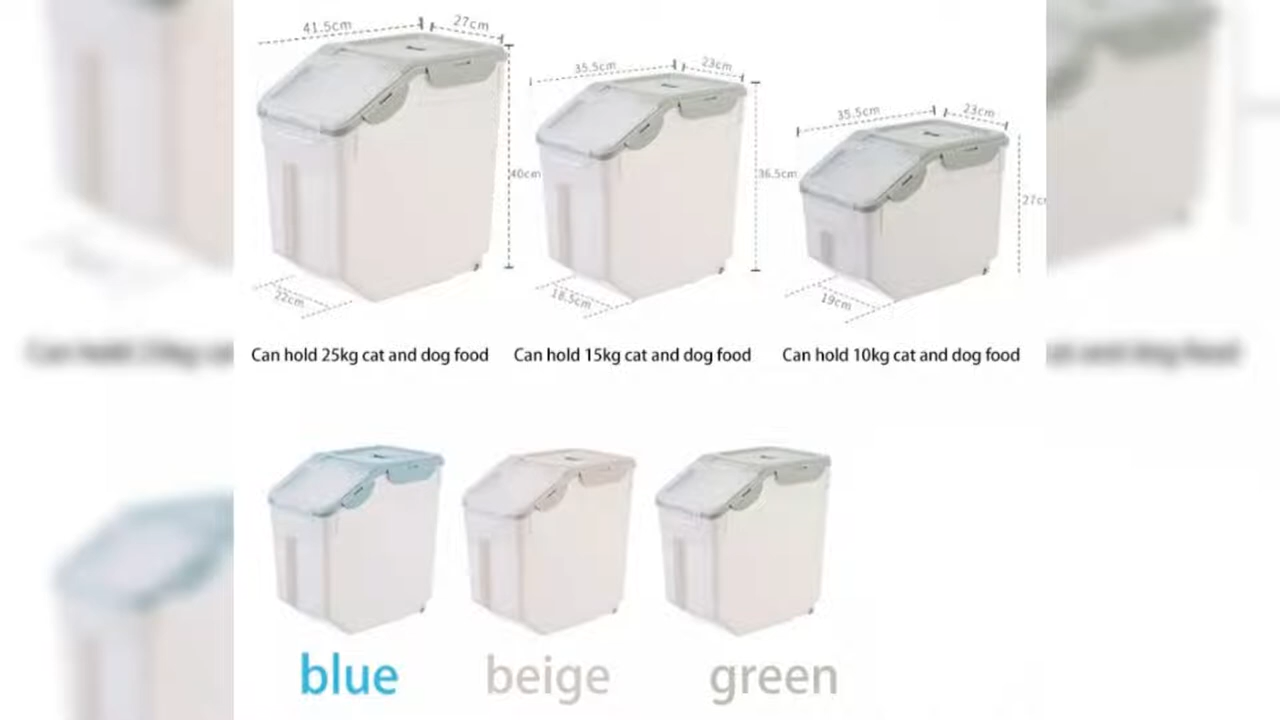 41.5cm 27cm
35.5cm 23cm
35.5cm 23cm
40cm
36.5cm
22cm
18.5cm
19cm
Can hold 25kg cat and dog food
Can hold 15kg cat and dog food
Can hold 10kg cat and dog food
blue beige green